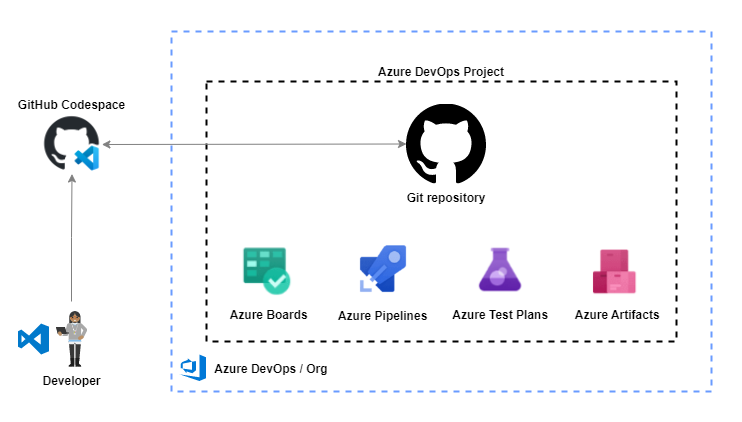 Azure DevOps Project
GitHub Codespace
Git repository
Azure Boards
Azure Pipelines
Azure Test Plans
Azure Artifacts
Azure DevOps / Org
Developer